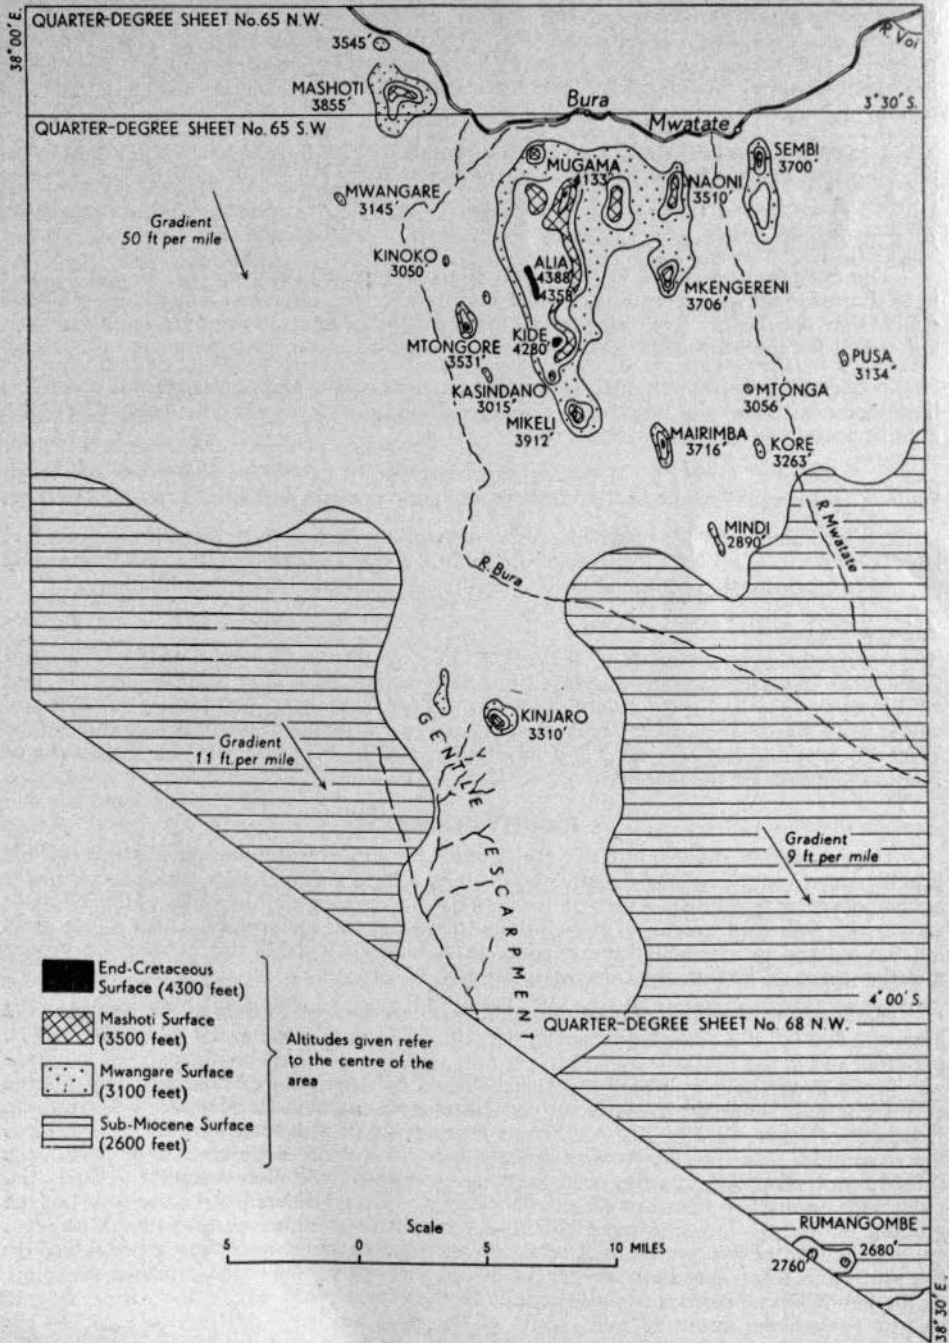 QUARTER-DEGREE SHEET No. 65 N.W.
38°00'E.
R. Voi
3545'
MASHOTI
3855'
3°30'S.
Bura
Mwatate
QUARTER-DEGREE SHEET No. 65 S.W
SEMBI
3700'
MUGAMA
4133'
NAONI
3510'
MWANGARE
3145'
Gradient
50 ft per mile
KINOKO
3050'
ALIA
4388'
4358'
MKENGERENI
3706'
MTONGORE
3531'
KIDE
4280'
PUSA
3134'
KASINDANO
3015'
MTONGA
3056'
MIKELI
3912'
MAIRIMBA
3716'
KORE
3263'
MINDI
2890'
R. Mwatate
R. Bura
KINJARO
3310'
GENTLE ESCARPMENT
Gradient
11 ft. per mile
Gradient
9 ft per mile
End-Cretaceous
Surface (4300 feet)
Mashoti Surface
(3500 feet)
Mwangare Surface
(3100 feet)
Sub-Miocene Surface
(2600 feet)
Altitudes given refer
to the centre of the
area
4°00'S.
QUARTER-DEGREE SHEET No. 68 N.W.
Scale
5 0 5 10 MILES
RUMANGOMBE
2760' 2680'
38°30'E.